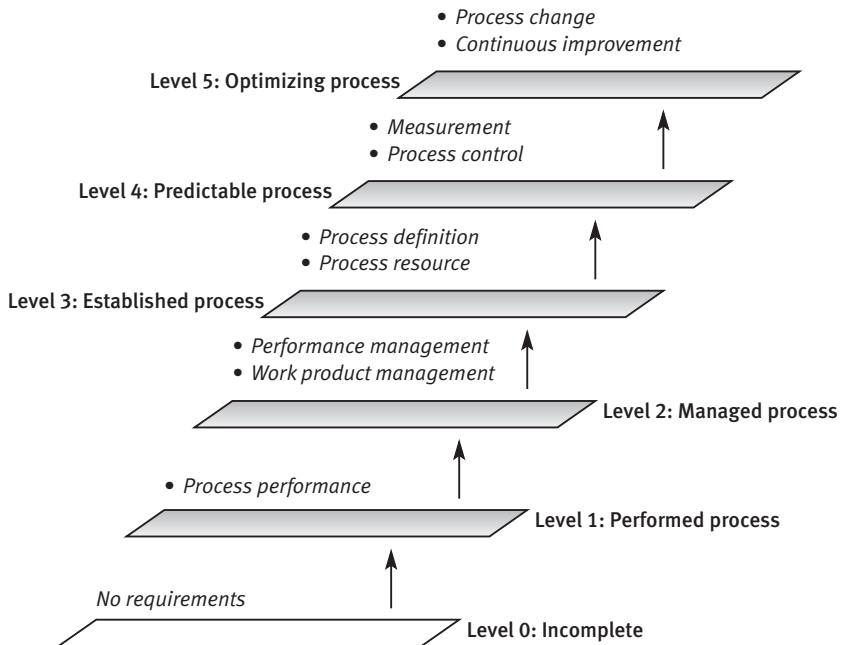 • Process change
• Continuous improvement
Level 5: Optimizing process
• Measurement
• Process control
Level 4: Predictable process
• Process definition
• Process resource
Level 3: Established process
• Performance management
• Work product management
Level 2: Managed process
• Process performance
Level 1: Performed process
No requirements
Level 0: Incomplete